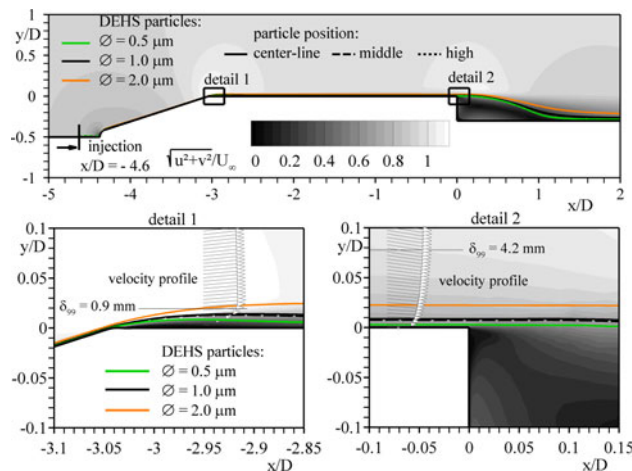 y/D
1
0.5
0
-0.5
-1
DEHS particles:
∅ = 0.5 μm
∅ = 1.0 μm
∅ = 2.0 μm
particle position:
center-line middle high
detail 1
detail 2
injection
x/D = - 4.6
√u²+v²/U∞
0 0.2 0.4 0.6 0.8 1
-5 -4 -3 -2 -1 0 1 2
x/D
detail 1
y/D
0.1
0.05
0
-0.05
-0.1
velocity profile
δ₉₉ = 0.9 mm
DEHS particles:
∅ = 0.5 μm
∅ = 1.0 μm
∅ = 2.0 μm
-3.1 -3.05 -3 -2.95 -2.9 -2.85
x/D
detail 2
y/D
0.1
0.05
0
-0.05
-0.1
δ₉₉ = 4.2 mm
velocity profile
-0.1 -0.05 0 0.05 0.1 0.15
x/D